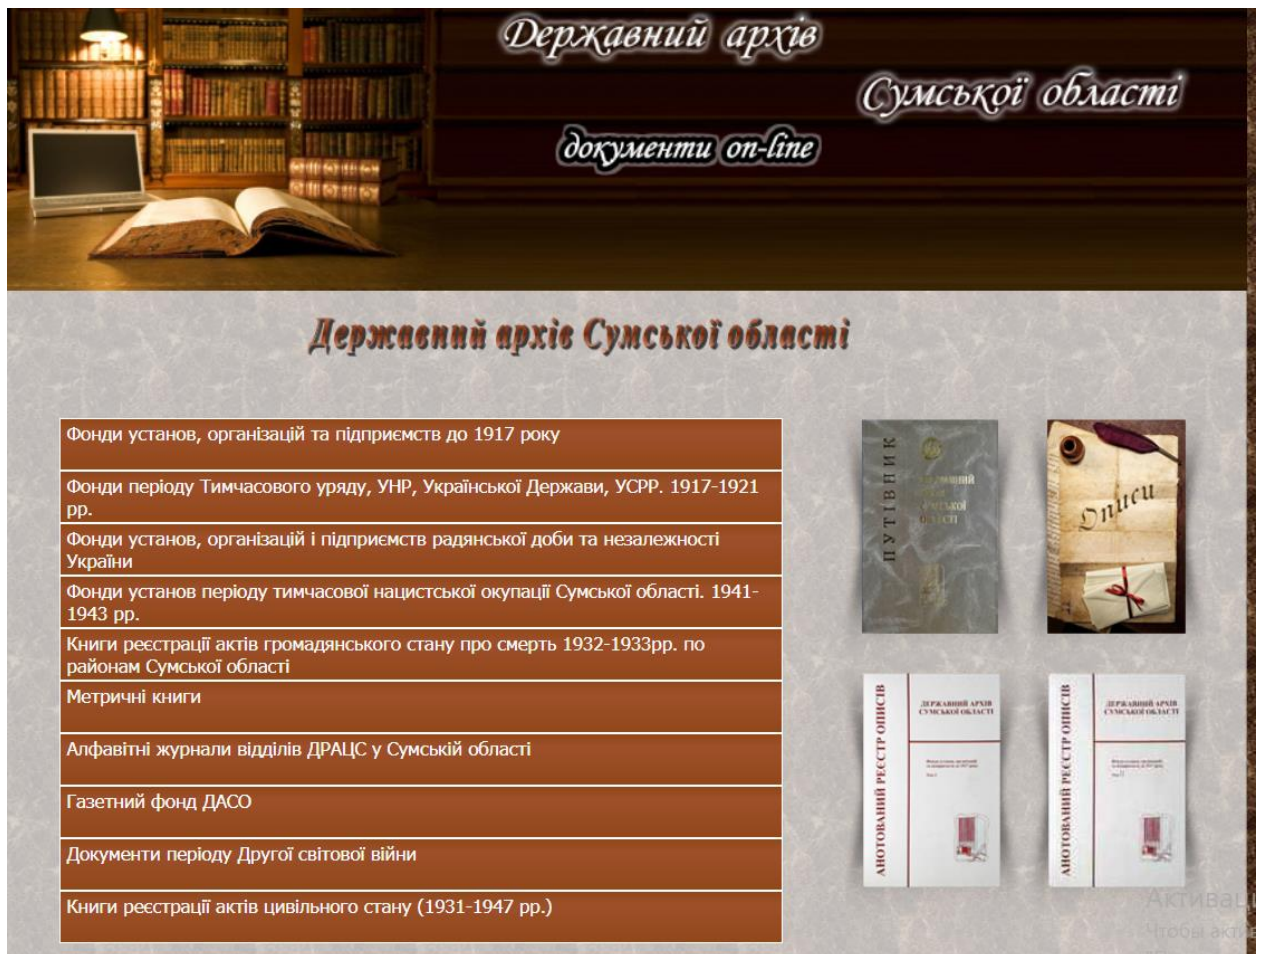 Державний архів
Сумської області
документи on-line
Державний архів Сумської області
Фонди установ, організацій та підприємств до 1917 року
Фонди періоду Тимчасового уряду, УНР, Української Держави, УСРР. 1917-1921
рр.
Фонди установ, організацій і підприємств радянської доби та незалежності
України
Фонди установ періоду тимчасової нацистської окупації Сумської області. 1941-
1943 рр.
Книги реєстрації актів громадянського стану про смерть 1932-1933рр. по
районам Сумської області
Метричні книги
Алфавітні журнали відділів ДРАЦС у Сумській області
Газетний фонд ДАСО
Документи періоду Другої світової війни
Книги реєстрації актів цивільного стану (1931-1947 рр.)
ПУТІВНИК
Описи
АНОТОВАНИЙ РЕЄСТР ОПИСІВ
ДЕРЖАВНИЙ АРХІВ
СУМСЬКОЇ ОБЛАСТІ
АНОТОВАНИЙ РЕЄСТР ОПИСІВ
ДЕРЖАВНИЙ АРХІВ
СУМСЬКОЇ ОБЛАСТІ
Активаці
Чтобы актив